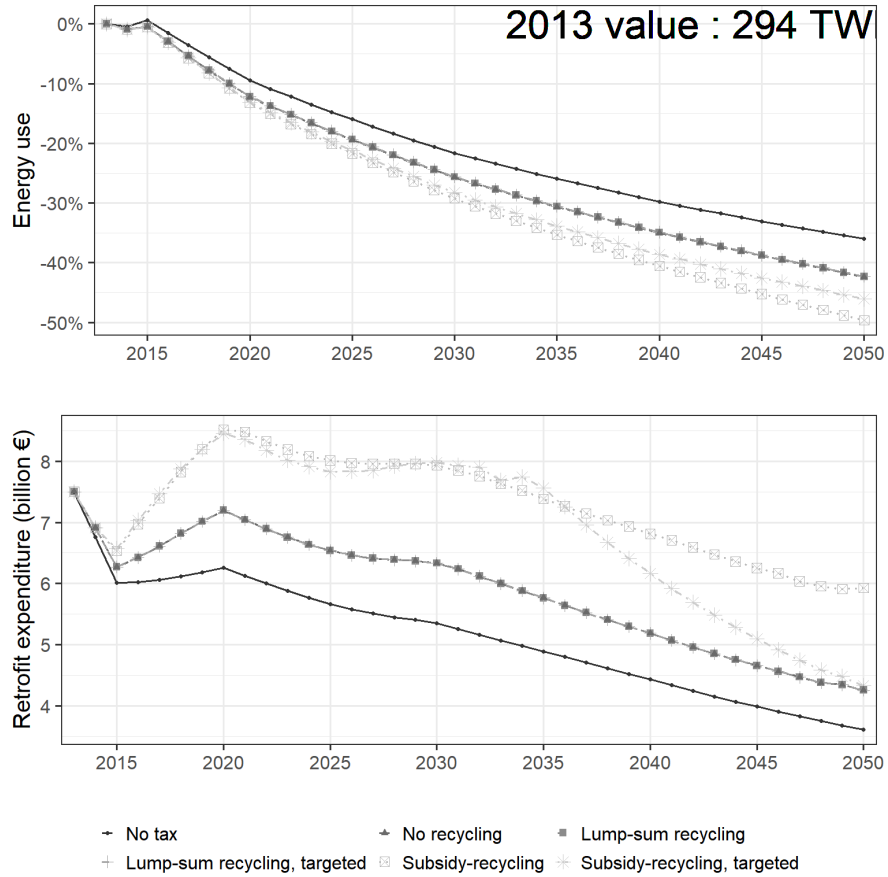 2013 value : 294 TW
0%
-10%
-20%
-30%
-40%
-50%
Energy use
2015 2020 2025 2030 2035 2040 2045 2050
8
7
6
5
4
Retrofit expenditure (billion €)
2015 2020 2025 2030 2035 2040 2045 2050
No tax No recycling Lump-sum recycling
Lump-sum recycling, targeted Subsidy-recycling Subsidy-recycling, targeted